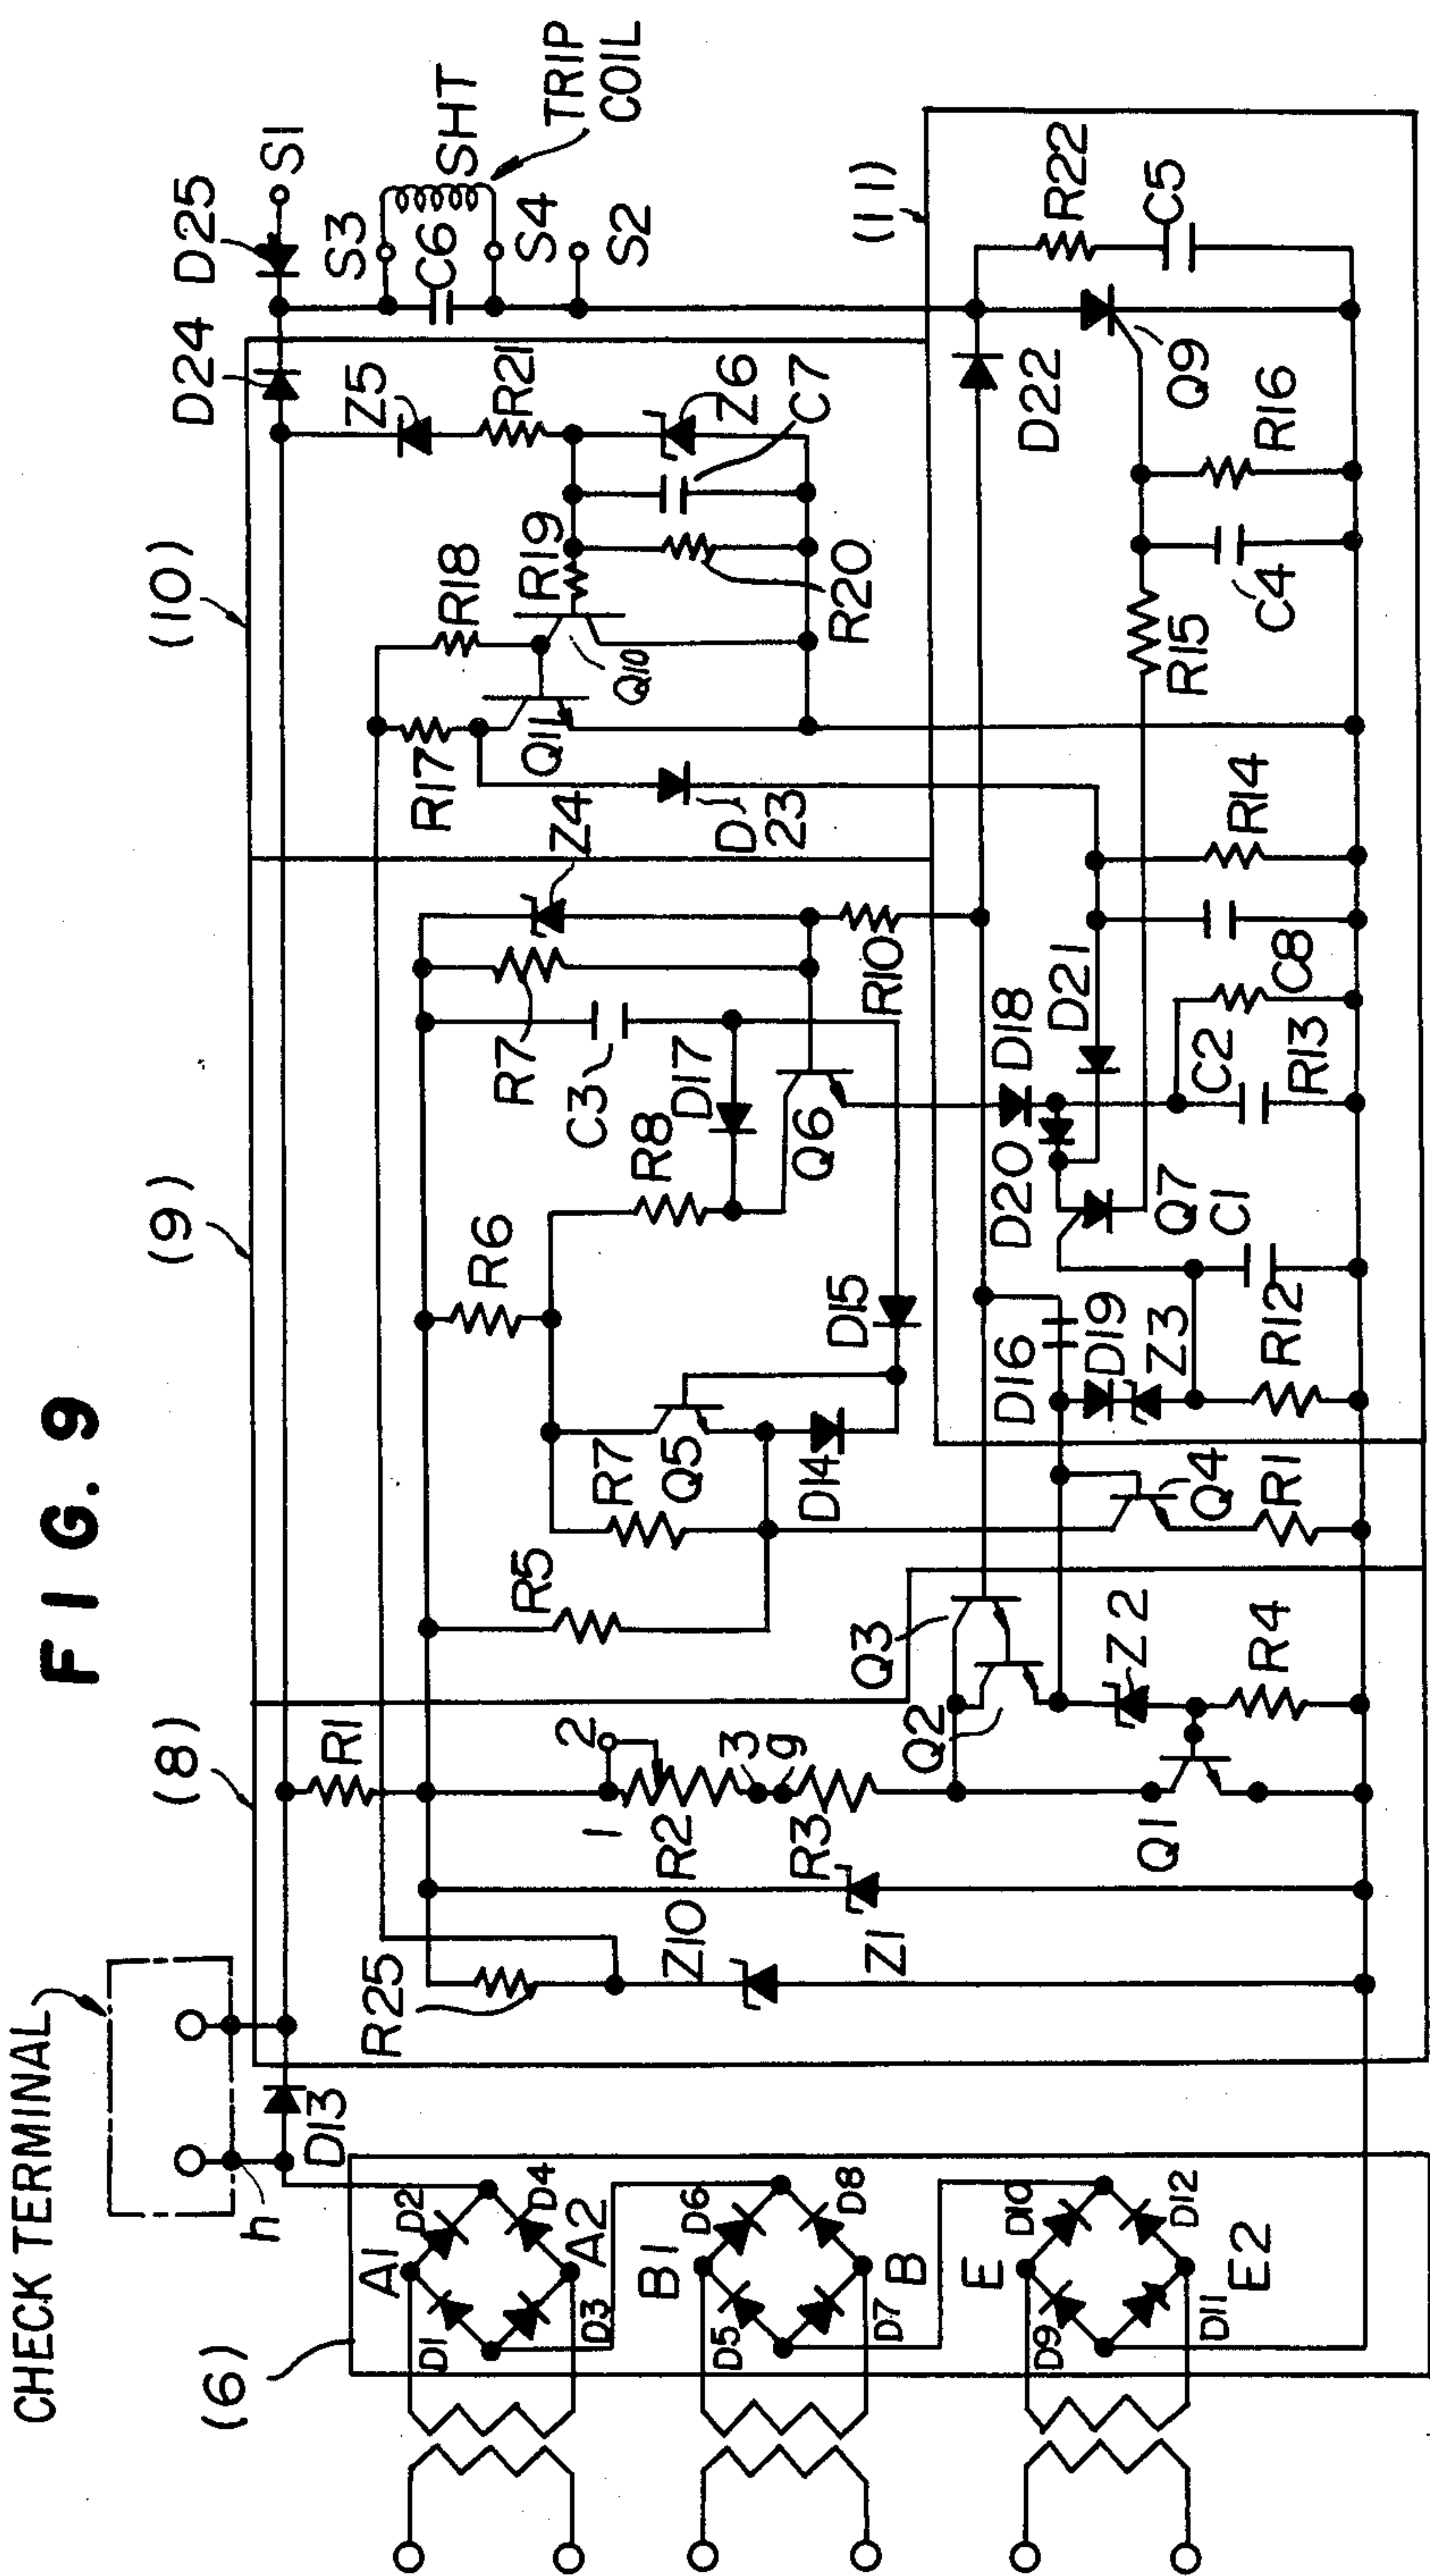 FIG. 9
CHECK TERMINAL
h
(6)
(8)
(9)
(10)
(11)
D13
A1
D2
D4
A2
D1
D3
B1
D6
D8
B
D5
D7
E
D10
D12
E2
D9
D11
R25
Z10
Z1
R1
1
2
R2
3
g
R3
Q1
Q2
Q3
Z2
R4
R5
R7
Q5
D14
D15
R6
R8
D17
C3
R7
Z4
Q6
R10
Q4
R1
D16
D19
Z3
R12
C1
Q7
D20
D18
D21
C2
R13
C8
R14
R17
Q11
D
23
R18
R19
Q10
R20
C7
Z6
R21
Z5
D24
D25
S1
S3
C6
S4
S2
SHT
TRIP
COIL
D22
Q9
R22
C5
R15
C4
R16